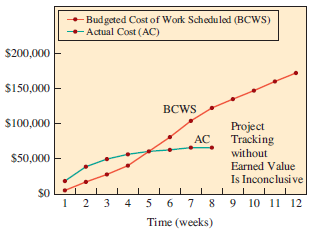 Budgeted Cost of Work Scheduled (BCWS)
Actual Cost (AC)
$200,000
$150,000
$100,000
$50,000
$0
BCWS
AC
Project
Tracking
without
Earned Value
Is Inconclusive
1 2 3 4 5 6 7 8 9 10 11 12
Time (weeks)